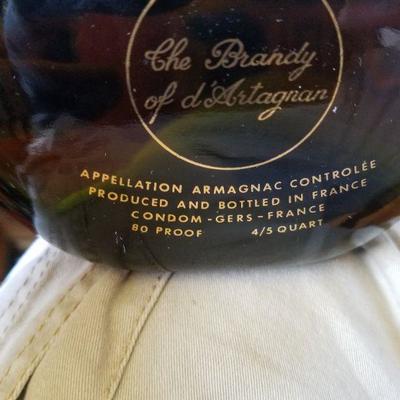 The Brandy
of d'Artagnan
APPELLATION ARMAGNAC CONTROLÉE
PRODUCED AND BOTTLED IN FRANCE
CONDOM - GERS - FRANCE
80 PROOF 4/5 QUART